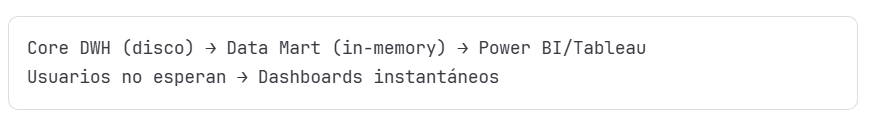 Core DWH (disco) → Data Mart (in-memory) → Power BI/Tableau
Usuarios no esperan → Dashboards instantáneos